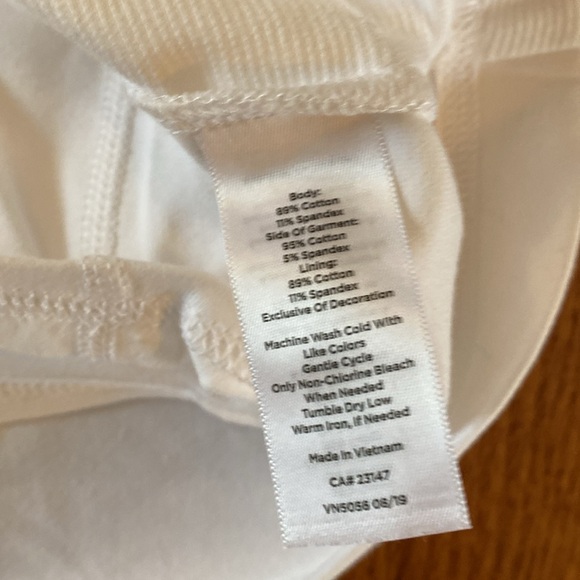 Body:
89% Cotton
11% Spandex
Side Of Garment:
95% Cotton
5% Spandex
Lining:
89% Cotton
11% Spandex
Exclusive Of Decoration
Machine Wash Cold With
Like Colors
Gentle Cycle
Only Non-Chlorine Bleach
When Needed
Tumble Dry Low
Warm Iron, If Needed
Made In Vietnam
CA# 23147
VN5056 06/19